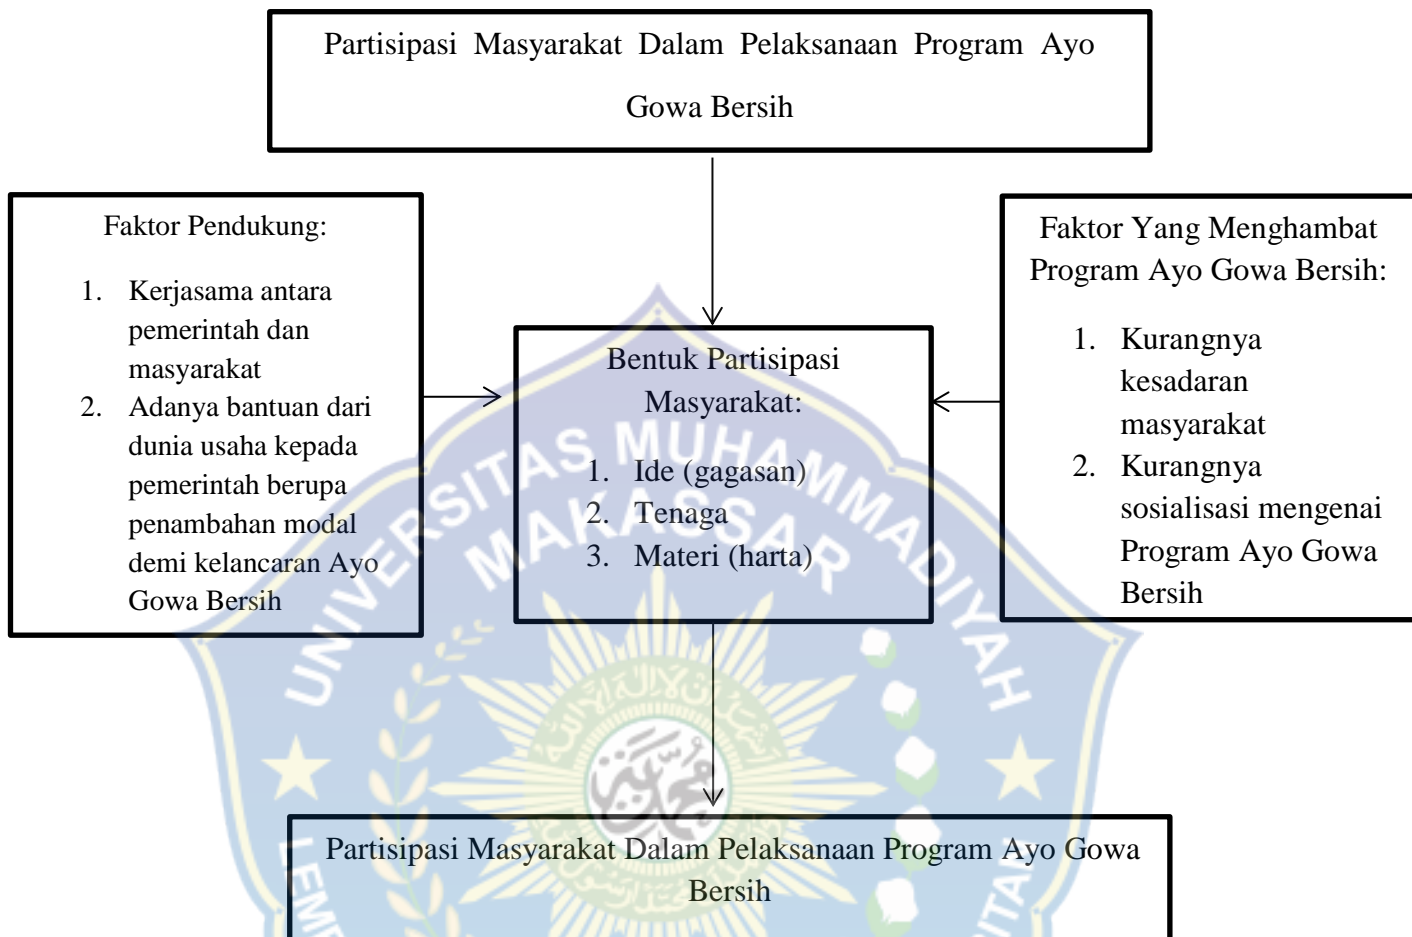 Partisipasi Masyarakat Dalam Pelaksanaan Program Ayo
Gowa Bersih
Faktor Pendukung:
1. Kerjasama antara
pemerintah dan
masyarakat
2. Adanya bantuan dari
dunia usaha kepada
pemerintah berupa
penambahan modal
demi kelancaran Ayo
Gowa Bersih
Bentuk Partisipasi
Masyarakat:
1. Ide (gagasan)
2. Tenaga
3. Materi (harta)
Faktor Yang Menghambat
Program Ayo Gowa Bersih:
1. Kurangnya
kesadaran
masyarakat
2. Kurangnya
sosialisasi mengenai
Program Ayo Gowa
Bersih
Partisipasi Masyarakat Dalam Pelaksanaan Program Ayo Gowa
Bersih
UNIVERSITAS MUHAMMADIYAH
MAKASSAR